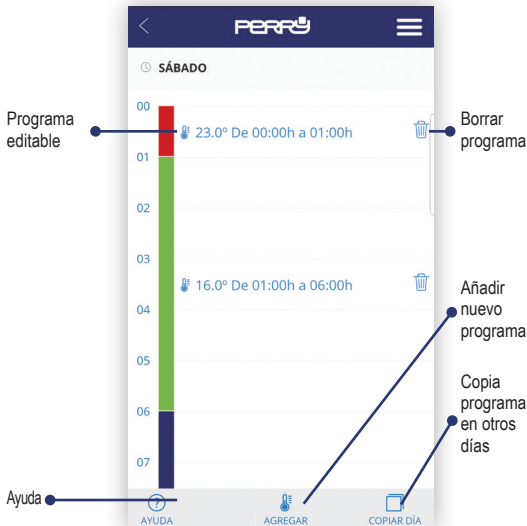 PERRY
SÁBADO
00
Programa
editable
23.0º De 00:00h a 01:00h
Borrar
programa
01
02
03
16.0º De 01:00h a 06:00h
Añadir
nuevo
programa
04
05
Copia
programa
en otros
días
06
07
Ayuda
?
AYUDA
AGREGAR
COPIAR DÍA